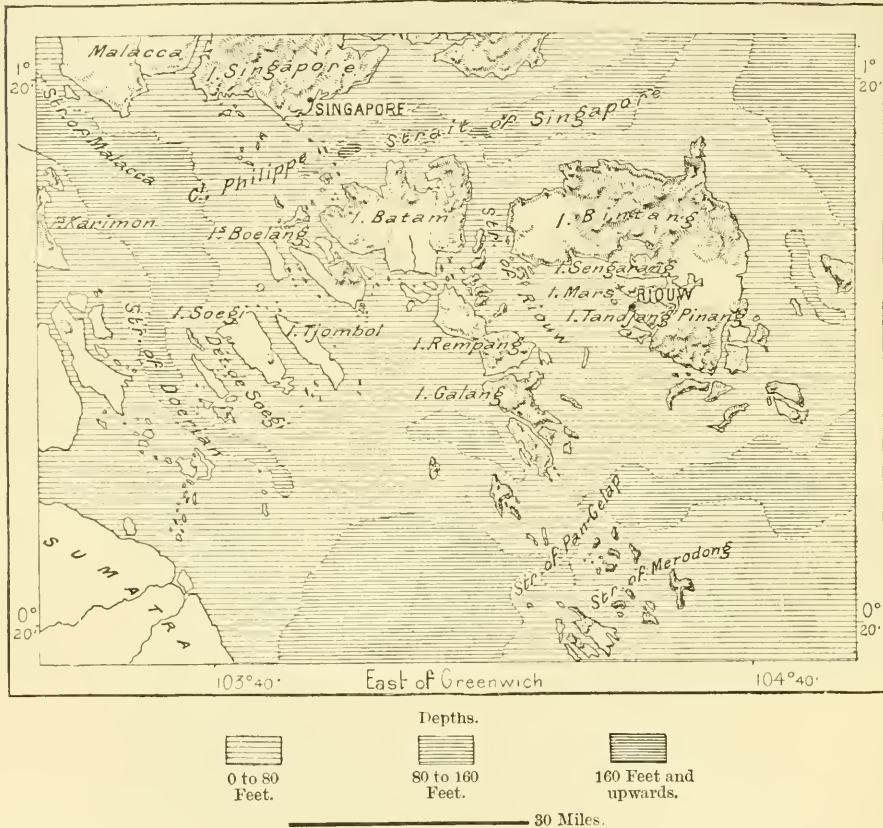 Malacca
I. Singapore
1°
20'
1°
20'
SINGAPORE
Str. of Malacca
Strait of Singapore
Ct. Philippe
I. Batam
I. Bintang
I. Karimon
Is Boelang
Str. of Riouw
I. Sengarang
I. Mars
RIOUW
I. Tandjang Pinang
I. Soegi
I. Tjombol
Str. of Doerian
Det. de Soegi
I. Rempang
I. Galang
Str. of Pan-Gelap
Str. of Merodong
SUMATRA
0°
20'
0°
20'
103°40'
East of Greenwich
104°40'
Depths.
0 to 80
Feet.
80 to 160
Feet.
160 Feet and
upwards.
30 Miles.